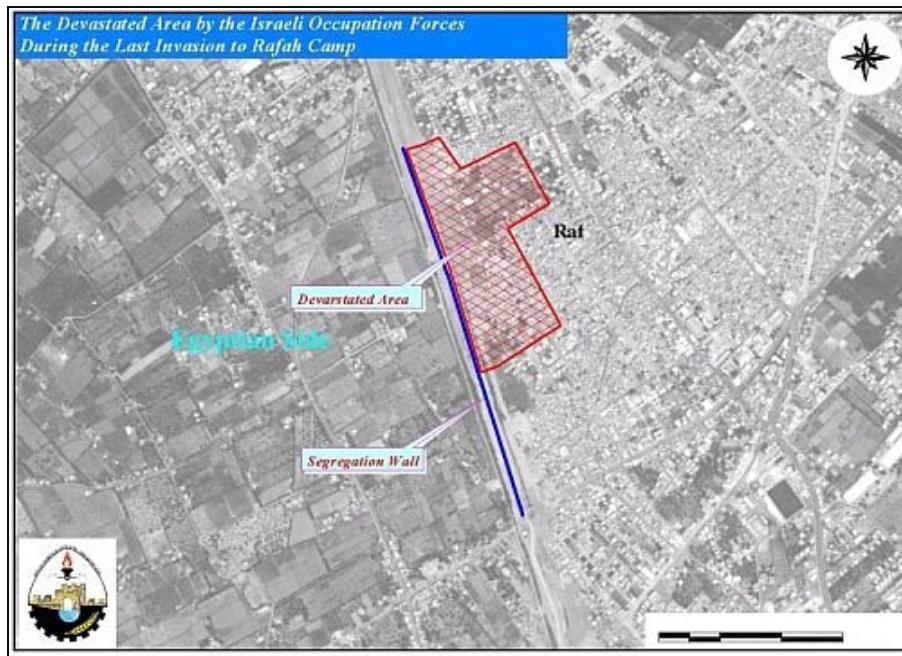 The Devastated Area by the Israeli Occupation Forces
During the Last Invasion to Rafah Camp
Raf
Devarstated Area
Egyptian Side
Segregation Wall